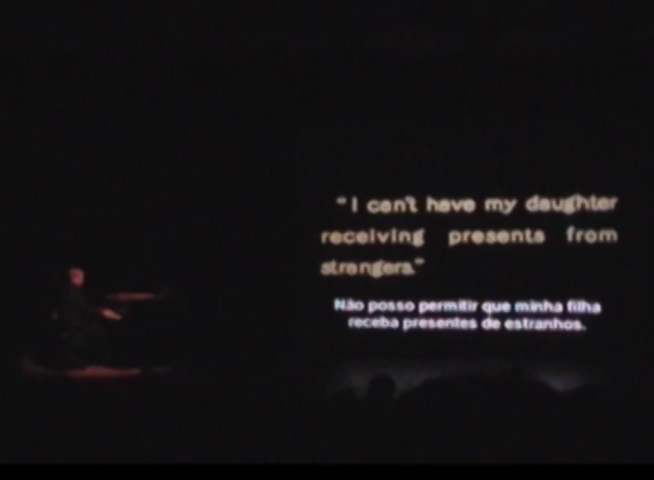 "I can't have my daughter
receiving presents from
strangers."
Não posso permitir que minha filha
receba presentes de estranhos.